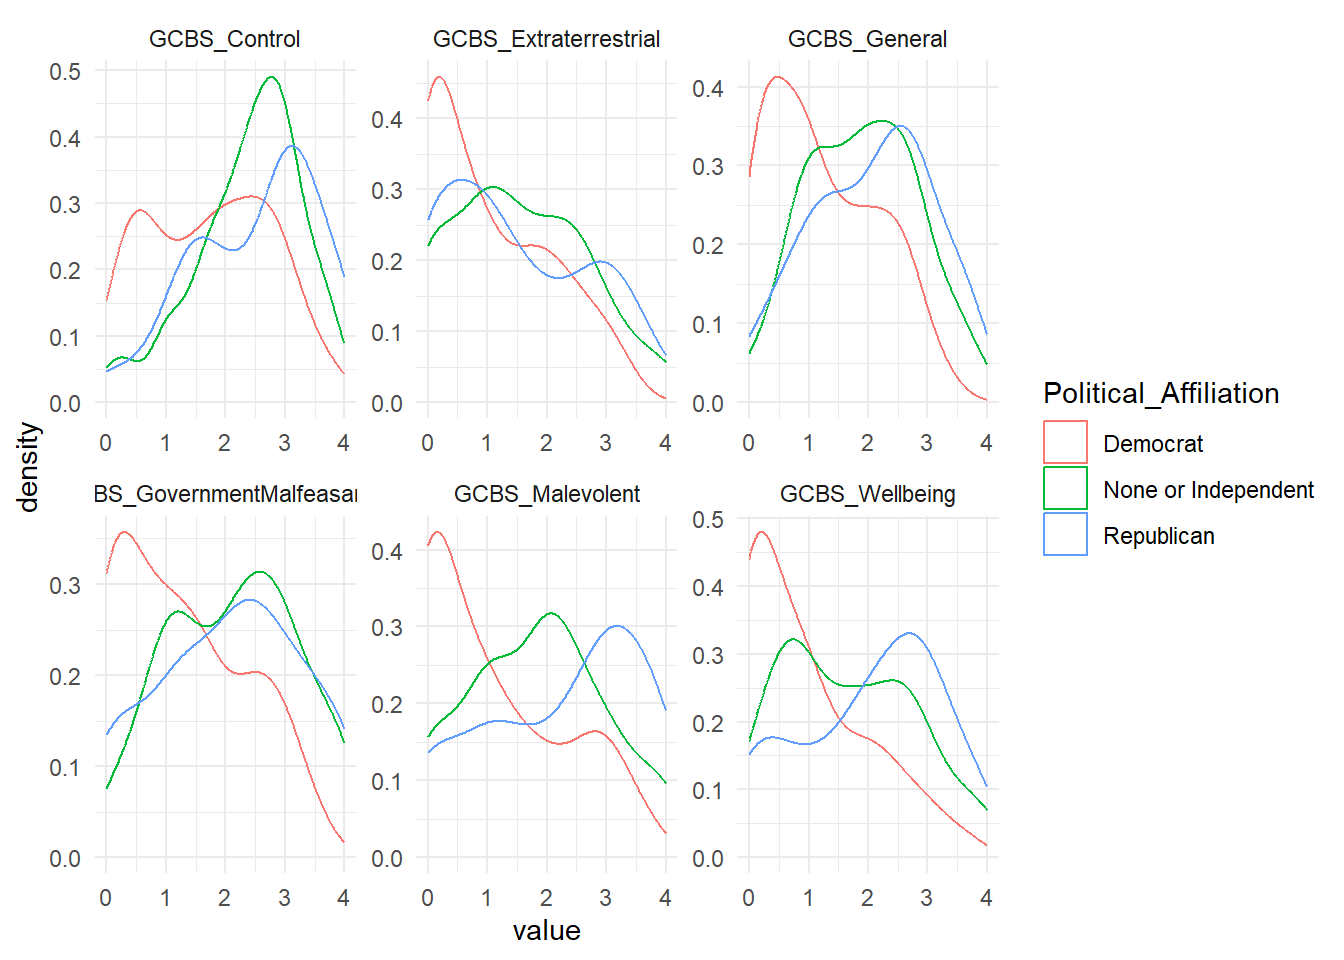 GCBS_Control
GCBS_Extraterrestrial
GCBS_General
0.5
0.4
0.3
0.2
0.1
0.0
0.4
0.3
0.2
0.1
0.0
0.4
0.3
0.2
0.1
0.0
0 1 2 3 4
0 1 2 3 4
0 1 2 3 4
BS_GovernmentMalfeasan
GCBS_Malevolent
GCBS_Wellbeing
0.3
0.2
0.1
0.0
0.4
0.3
0.2
0.1
0.0
0.5
0.4
0.3
0.2
0.1
0.0
0 1 2 3 4
0 1 2 3 4
0 1 2 3 4
density
value
Political_Affiliation
Democrat
None or Independent
Republican